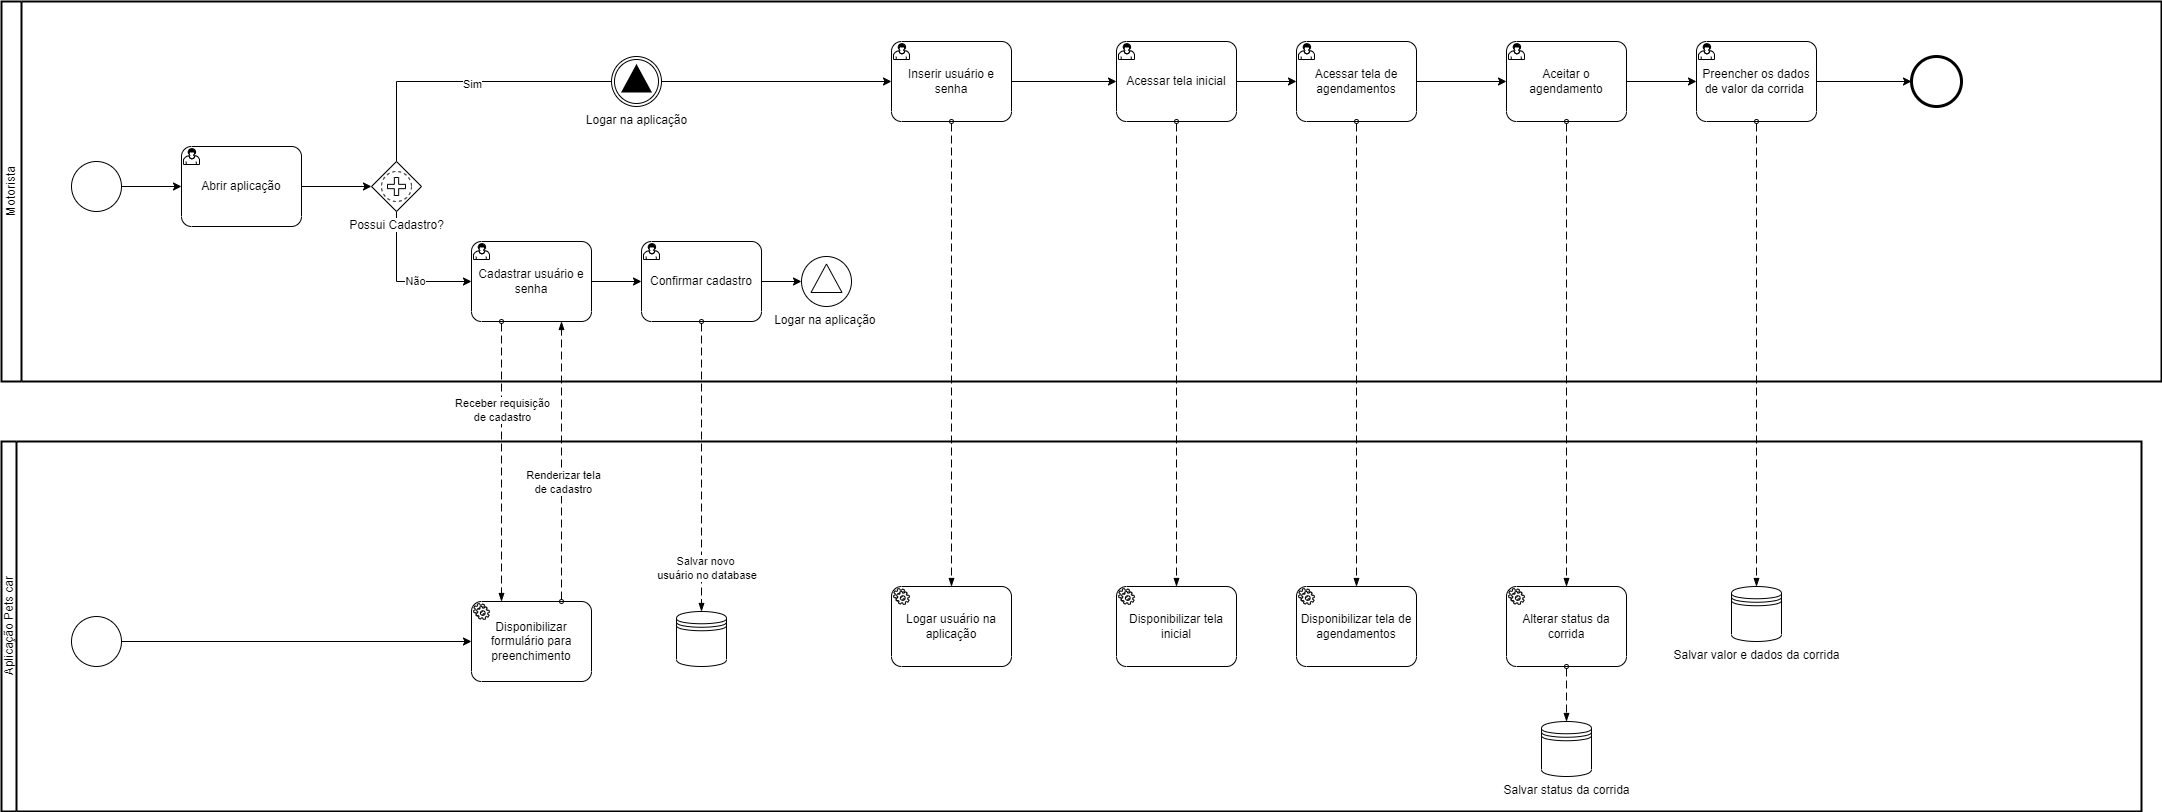 Motorista
Abrir aplicação
Possui Cadastro?
Sim
Logar na aplicação
Inserir usuário e
senha
Acessar tela inicial
Acessar tela de
agendamentos
Aceitar o
agendamento
Preencher os dados
de valor da corrida
Não
Cadastrar usuário e
senha
Confirmar cadastro
Logar na aplicação
Receber requisição
de cadastro
Renderizar tela
de cadastro
Salvar novo
usuário no database
Aplicação Pets car
Disponibilizar
formulário para
preenchimento
Logar usuário na
aplicação
Disponibilizar tela
inicial
Disponibilizar tela de
agendamentos
Alterar status da
corrida
Salvar valor e dados da corrida
Salvar status da corrida